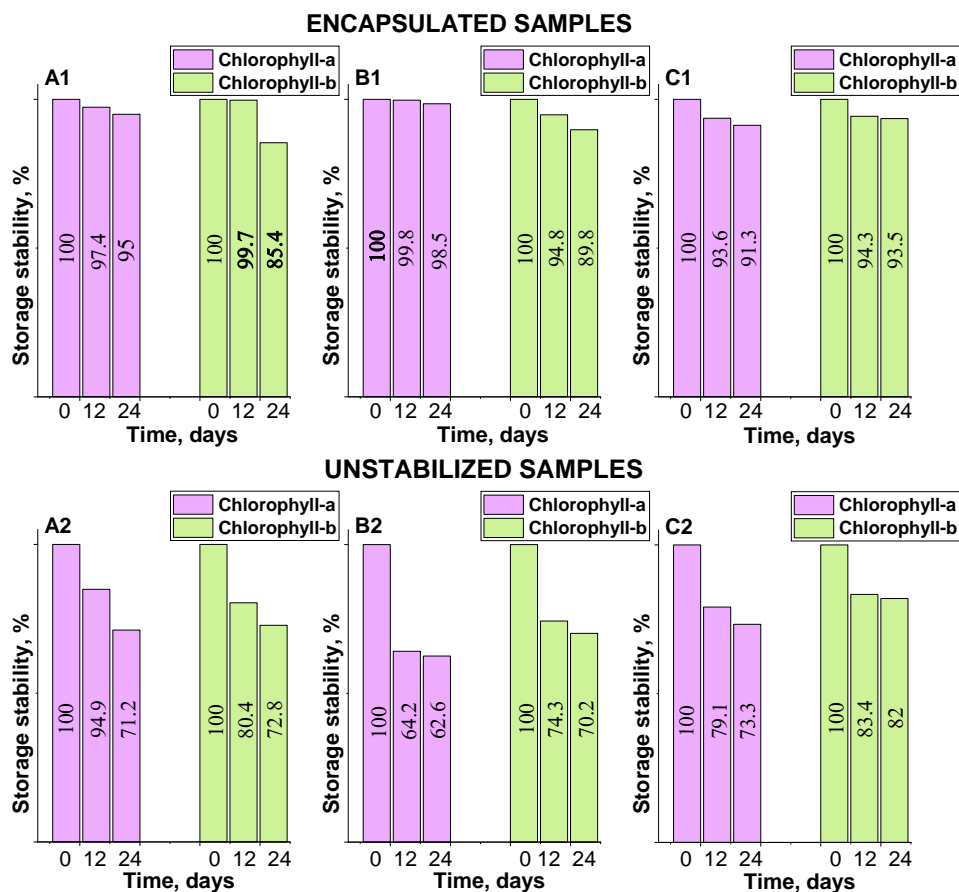 ENCAPSULATED SAMPLES
A1
Chlorophyll-a
Chlorophyll-b
Storage stability, %
100
97.4
95
100
99.7
85.4
0 12 24 0 12 24
Time, days
B1
Chlorophyll-a
Chlorophyll-b
Storage stability, %
100
99.8
98.5
100
94.8
89.8
0 12 24 0 12 24
Time, days
C1
Chlorophyll-a
Chlorophyll-b
Storage stability, %
100
93.6
91.3
100
94.3
93.5
0 12 24 0 12 24
Time, days
UNSTABILIZED SAMPLES
A2
Chlorophyll-a
Chlorophyll-b
Storage stability, %
100
94.9
71.2
100
80.4
72.8
0 12 24 0 12 24
Time, days
B2
Chlorophyll-a
Chlorophyll-b
Storage stability, %
100
64.2
62.6
100
74.3
70.2
0 12 24 0 12 24
Time, days
C2
Chlorophyll-a
Chlorophyll-b
Storage stability, %
100
79.1
73.3
100
83.4
82
0 12 24 0 12 24
Time, days